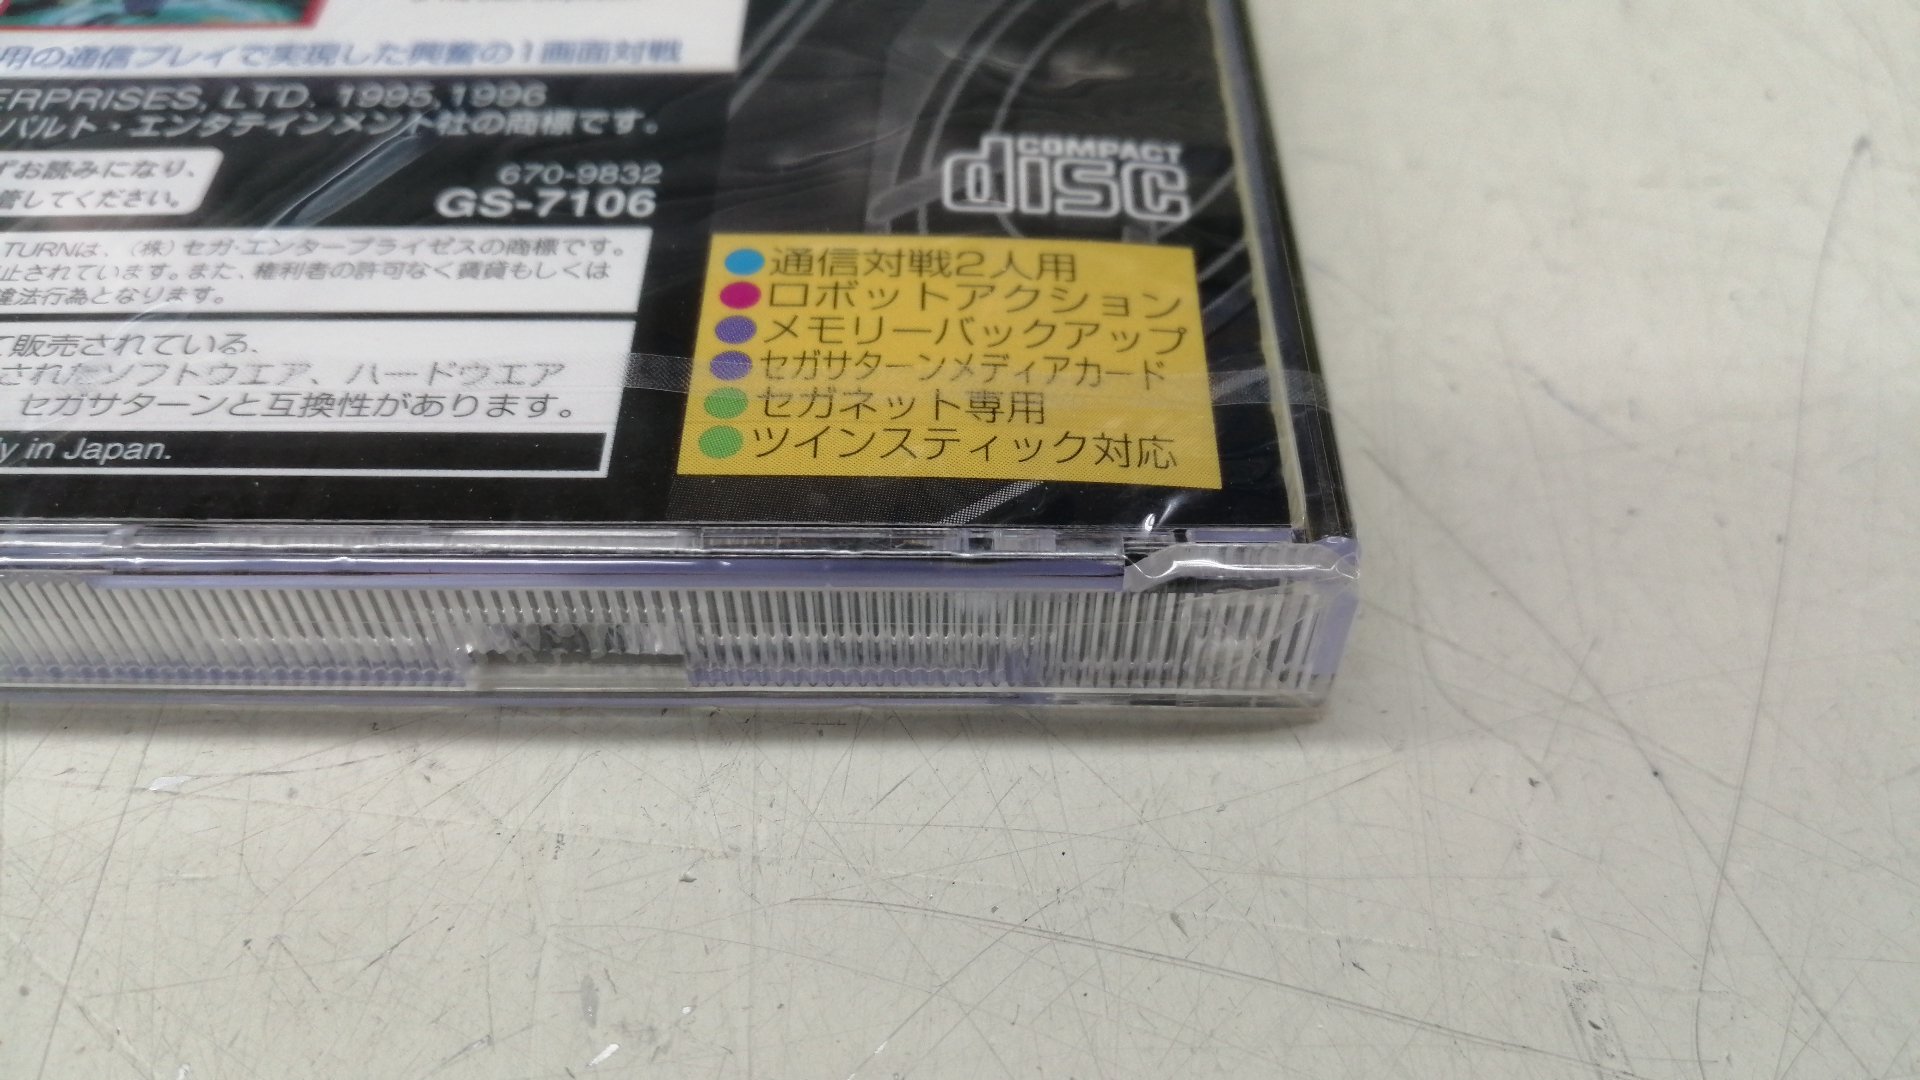 用の通信プレイで実現した興奮の1画面対戦
ERPRISES, LTD. 1995, 1996
バルト・エンタテインメント社の商標です。
ずお読みになり、
管してください。
670-9832
GS-7106
COMPACT
disc
TURNは、(株)セガ・エンタープライゼスの商標です。
止されています。また、権利者の許可なく賃貸もしくは
違法行為となります。
て販売されている、
されたソフトウエア、ハードウエア
セガサターンと互換性があります。
y in Japan.
●通信対戦2人用
●ロボットアクション
●メモリーバックアップ
●セガサターンメディアカード
●セガネット専用
●ツインスティック対応